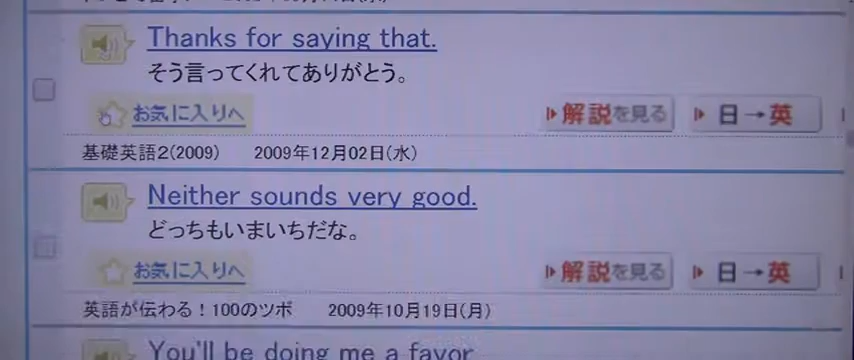 Thanks for saying that.
そう言ってくれてありがとう。
お気に入りへ
解説を見る
日→英
基礎英語2(2009) 2009年12月02日(水)
Neither sounds very good.
どっちもいまいちだな。
お気に入りへ
解説を見る
日→英
英語が伝わる！100のツボ 2009年10月19日(月)
You'll be doing me a favor